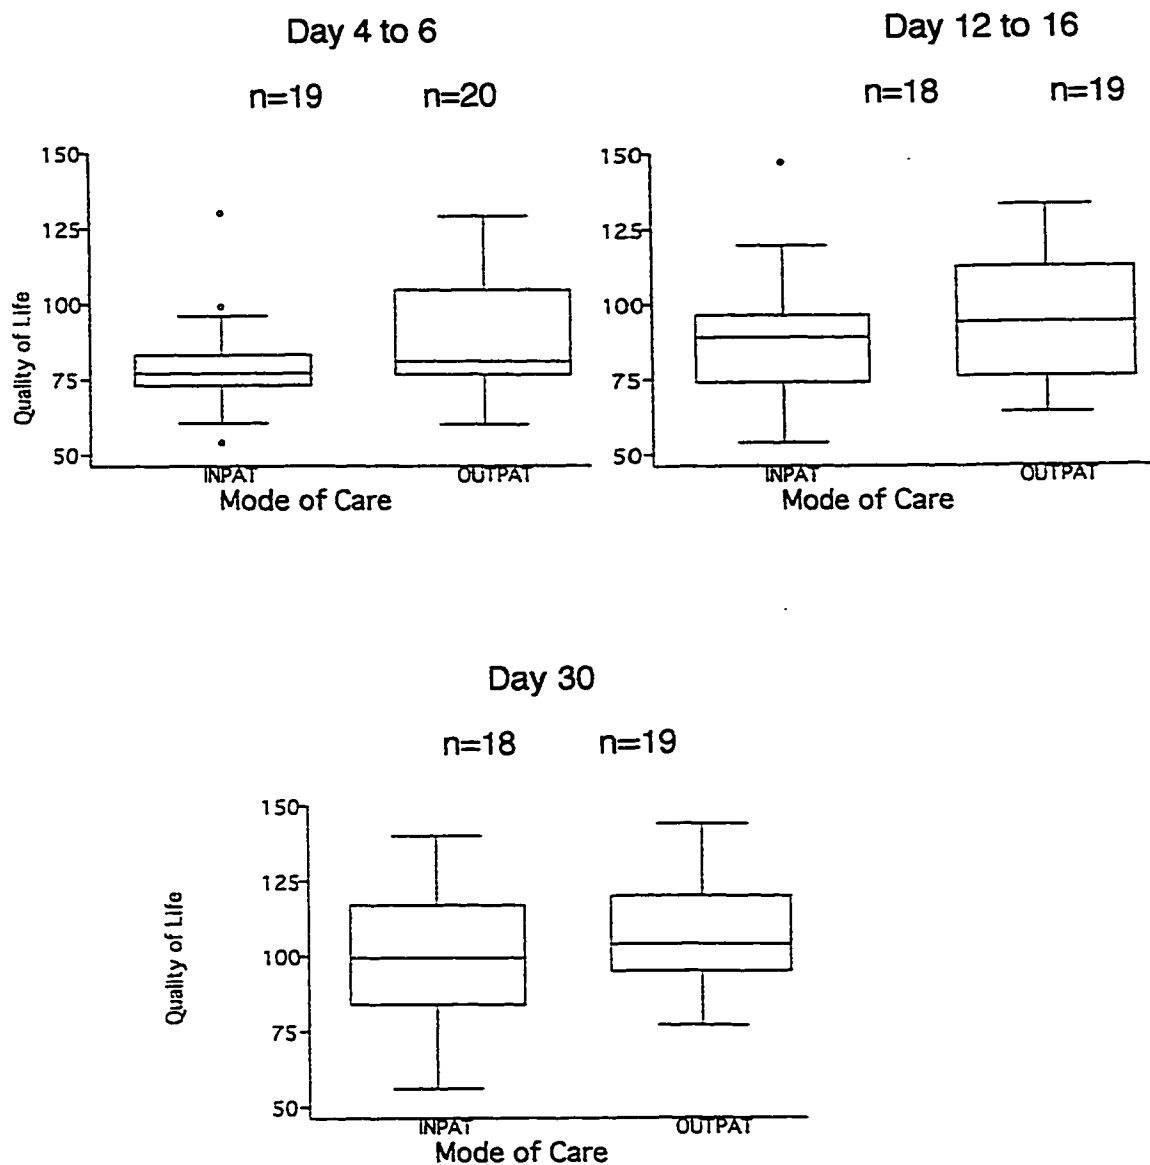 Day 4 to 6
n=19 n=20
150
125
100
75
50
Quality of Life
INPAT OUTPAT
Mode of Care
Day 12 to 16
n=18 n=19
150
125
100
75
50
INPAT OUTPAT
Mode of Care
Day 30
n=18 n=19
150
125
100
75
50
Quality of Life
INPAT OUTPAT
Mode of Care